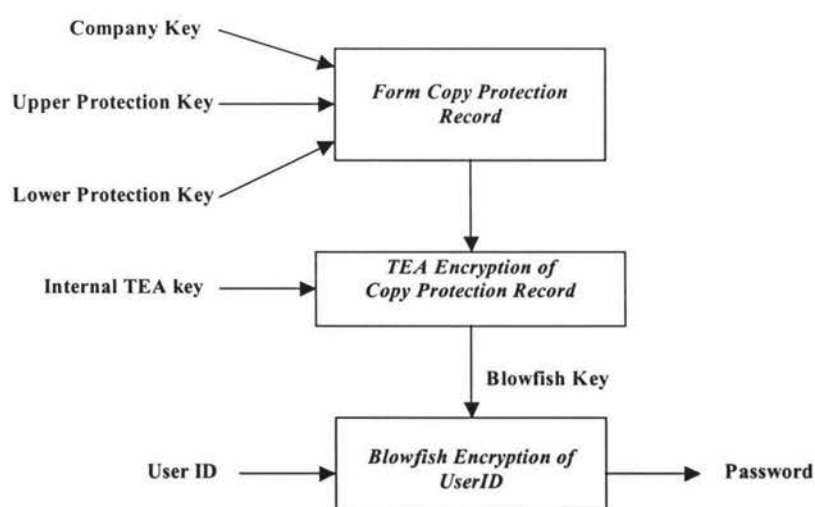 Company Key
Upper Protection Key
Lower Protection Key
Form Copy Protection
Record
Internal TEA key
TEA Encryption of
Copy Protection Record
Blowfish Key
User ID
Blowfish Encryption of
UserID
Password